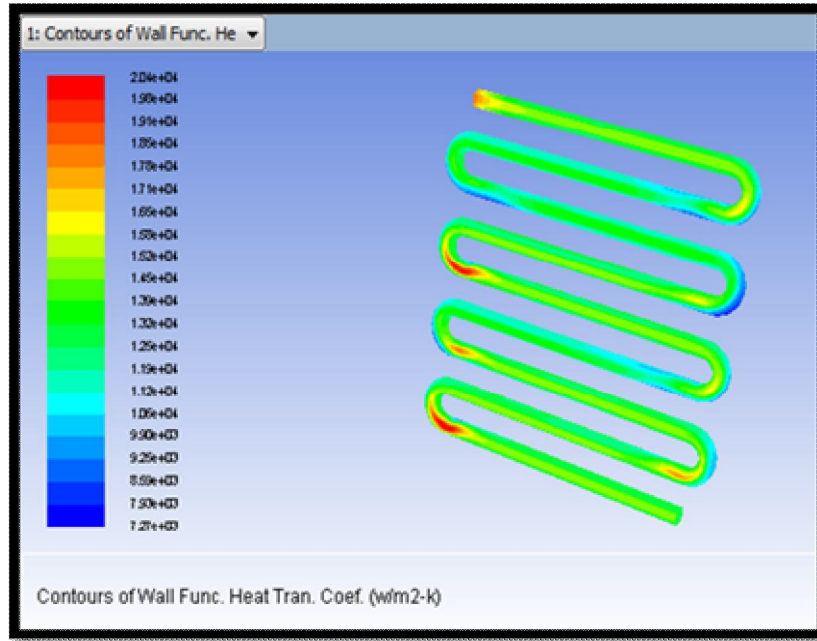 1: Contours of Wall Func. He
2.04e+04
1.98e+04
1.91e+04
1.85e+04
1.78e+04
1.71e+04
1.65e+04
1.58e+04
1.52e+04
1.45e+04
1.39e+04
1.32e+04
1.25e+04
1.19e+04
1.12e+04
1.06e+04
9.90e+03
9.25e+03
8.59e+03
7.93e+03
7.27e+03
Contours of Wall Func. Heat Tran. Coef. (w/m2-k)